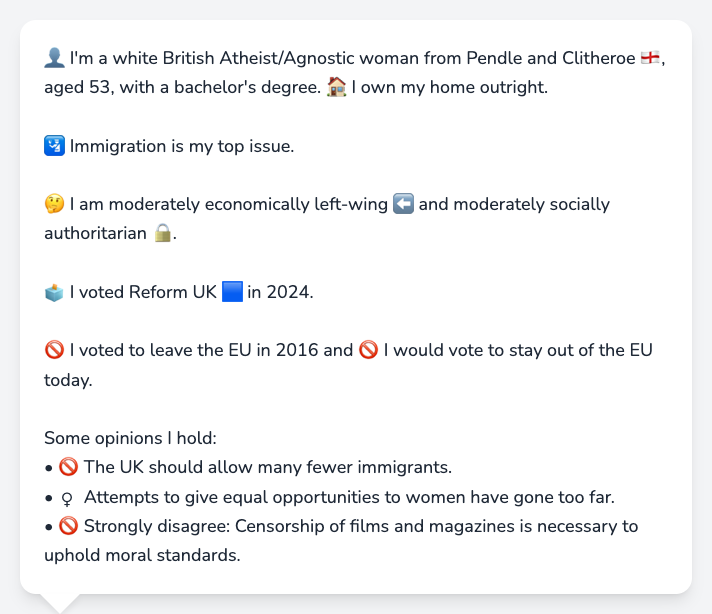 👤 I'm a white British Atheist/Agnostic woman from Pendle and Clitheroe 🏴󠁧󠁢󠁥󠁮󠁧󠁿,
aged 53, with a bachelor's degree. 🏠 I own my home outright.
🛂 Immigration is my top issue.
🤔 I am moderately economically left-wing ⬅️ and moderately socially
authoritarian 🔒.
🗳️ I voted Reform UK 🟦 in 2024.
🚫 I voted to leave the EU in 2016 and 🚫 I would vote to stay out of the EU
today.
Some opinions I hold:
• 🚫 The UK should allow many fewer immigrants.
• ♀ Attempts to give equal opportunities to women have gone too far.
• 🚫 Strongly disagree: Censorship of films and magazines is necessary to
uphold moral standards.